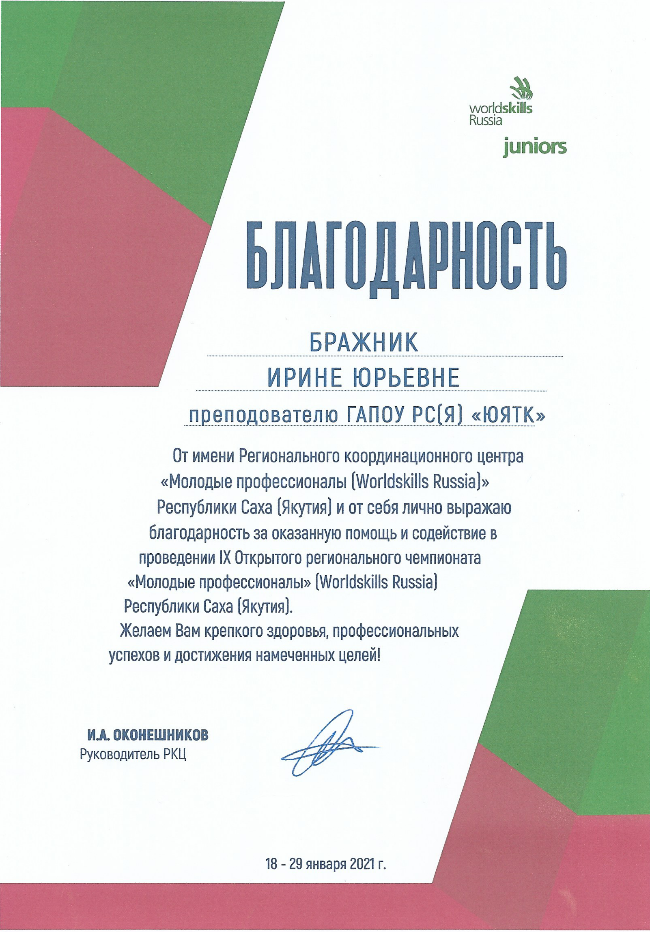 worldskills
Russia
juniors
БЛАГОДАРНОСТЬ
БРАЖНИК
ИРИНЕ ЮРЬЕВНЕ
преподователю ГАПОУ РС(Я) «ЮЯТК»
От имени Регионального координационного центра
«Молодые профессионалы (Worldskills Russia)»
Республики Саха (Якутия) и от себя лично выражаю
благодарность за оказанную помощь и содействие в
проведении IX Открытого регионального чемпионата
«Молодые профессионалы» (Worldskills Russia)
Республики Саха (Якутия).
Желаем Вам крепкого здоровья, профессиональных
успехов и достижения намеченных целей!
И.А. ОКОНЕШНИКОВ
Руководитель РКЦ
18 - 29 января 2021 г.